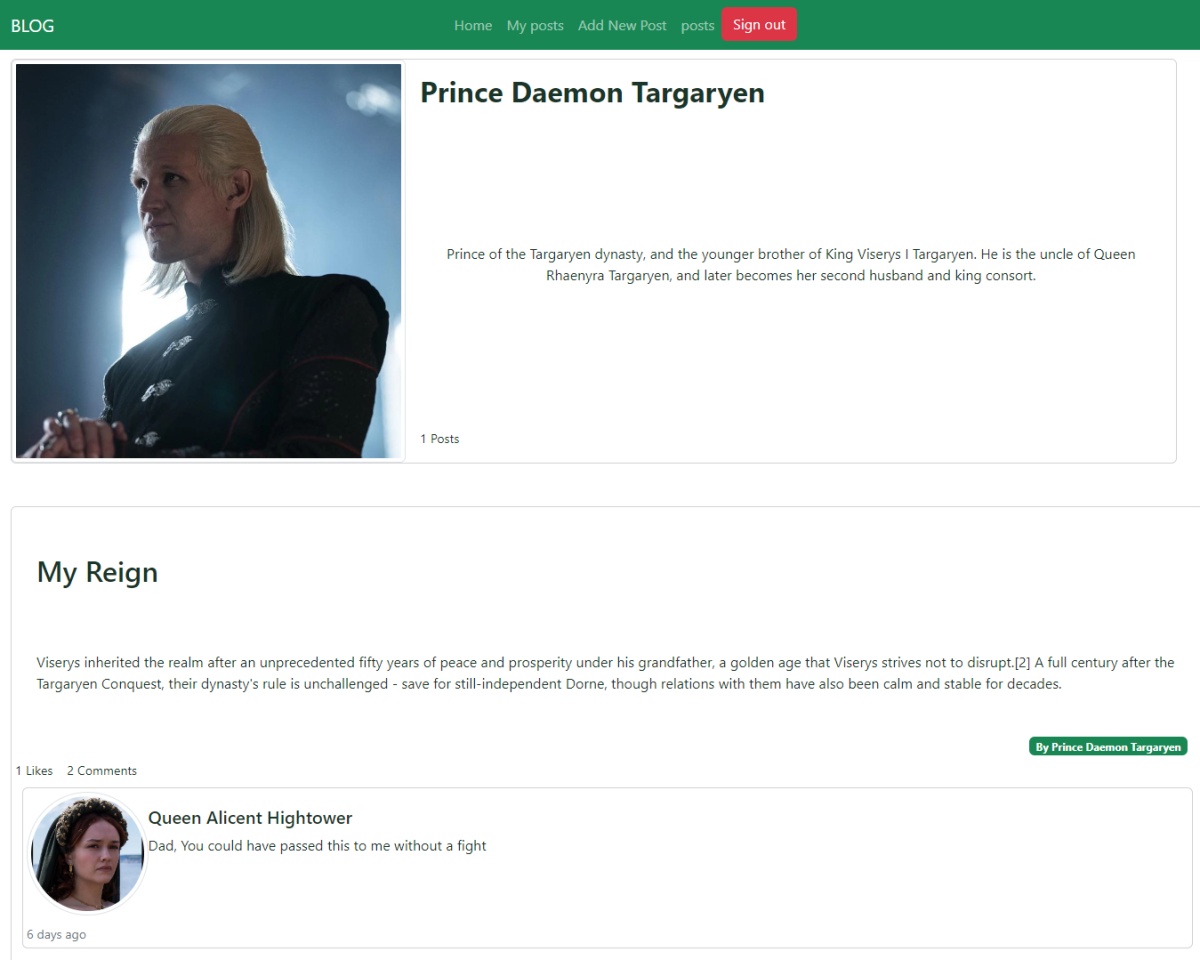 BLOG
Home My posts Add New Post posts Sign out
Prince Daemon Targaryen
Prince of the Targaryen dynasty, and the younger brother of King Viserys I Targaryen. He is the uncle of Queen
Rhaenyra Targaryen, and later becomes her second husband and king consort.
1 Posts
My Reign
Viserys inherited the realm after an unprecedented fifty years of peace and prosperity under his grandfather, a golden age that Viserys strives not to disrupt.[2] A full century after the
Targaryen Conquest, their dynasty's rule is unchallenged - save for still-independent Dorne, though relations with them have also been calm and stable for decades.
By Prince Daemon Targaryen
1 Likes 2 Comments
Queen Alicent Hightower
Dad, You could have passed this to me without a fight
6 days ago